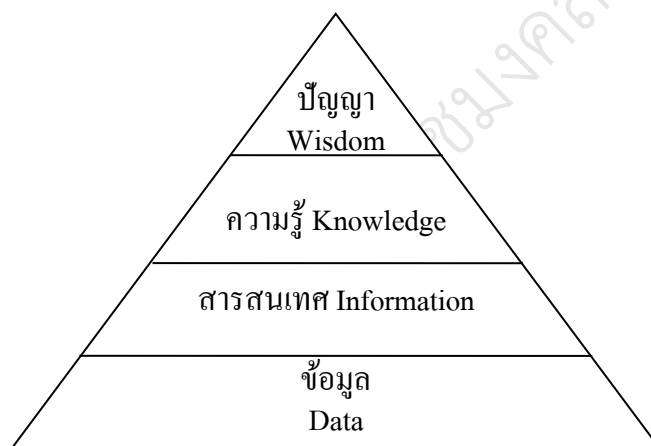 ปัญญา
Wisdom
ความรู้ Knowledge
สารสนเทศ Information
ข้อมูล
Data